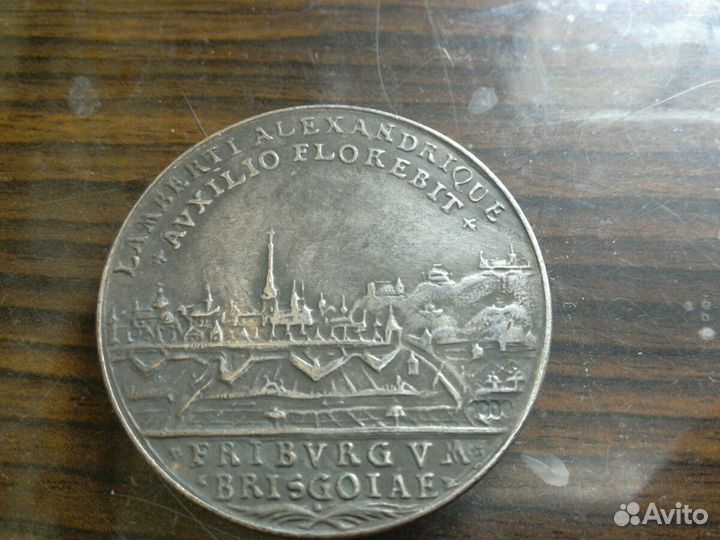 LAMBERTI ALEXANDRIQUE
AVXILIO FLOREBIT
FRIBVRGVM
BRISGOIAE
Avito